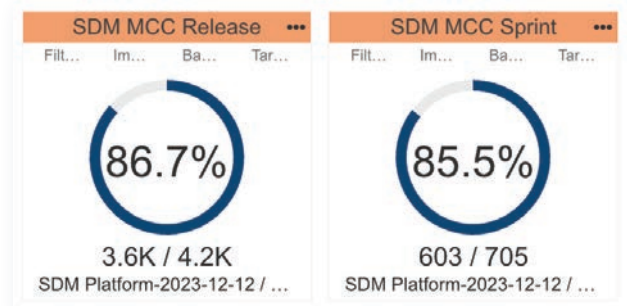 SDM MCC Release •••
Filt... Im... Ba... Tar...
86.7%
3.6K / 4.2K
SDM Platform-2023-12-12 / ...
SDM MCC Sprint •••
Filt... Im... Ba... Tar...
85.5%
603 / 705
SDM Platform-2023-12-12 / ...